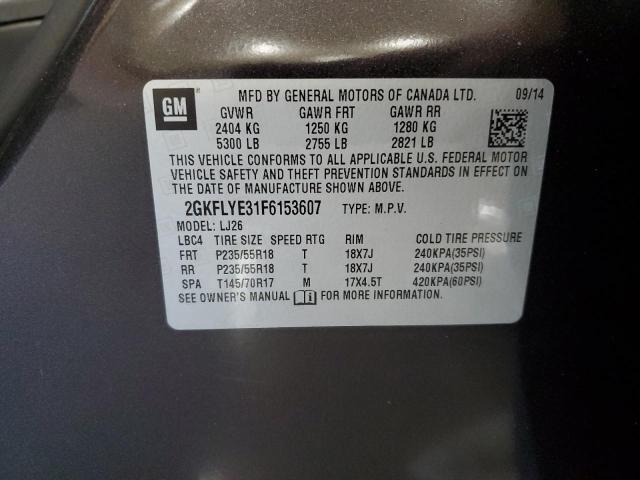 GM MFD BY GENERAL MOTORS OF CANADA LTD. 09/14
GVWR GAWR FRT GAWR RR
2404 KG 1250 KG 1280 KG
5300 LB 2755 LB 2821 LB
THIS VEHICLE CONFORMS TO ALL APPLICABLE U.S. FEDERAL MOTOR
VEHICLE SAFETY AND THEFT PREVENTION STANDARDS IN EFFECT ON
THE DATE OF MANUFACTURE SHOWN ABOVE.
2GKFLYE31F6153607 TYPE: M.P.V.
MODEL: LJ26
LBC4 TIRE SIZE SPEED RTG RIM COLD TIRE PRESSURE
FRT P235/55R18 T 18X7J 240KPA(35PSI)
RR P235/55R18 T 18X7J 240KPA(35PSI)
SPA T145/70R17 M 17X4.5T 420KPA(60PSI)
SEE OWNER'S MANUAL FOR MORE INFORMATION.